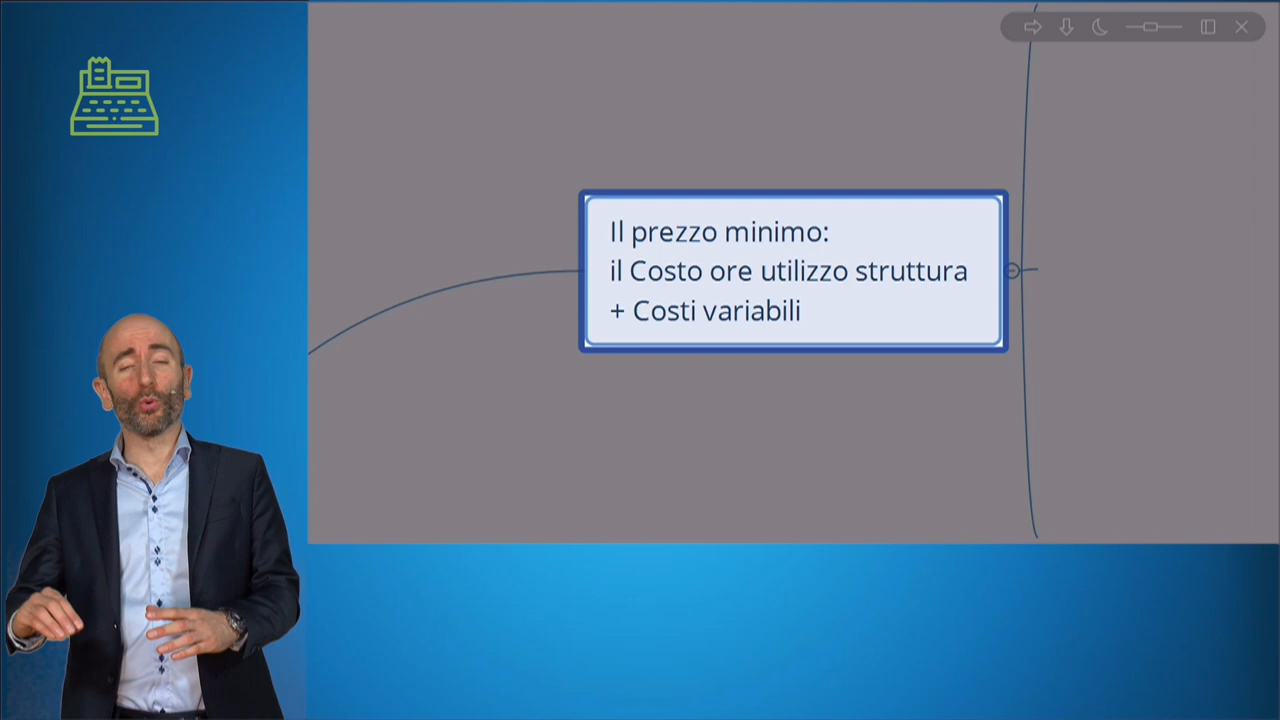 Il prezzo minimo:
il Costo ore utilizzo struttura
+ Costi variabili